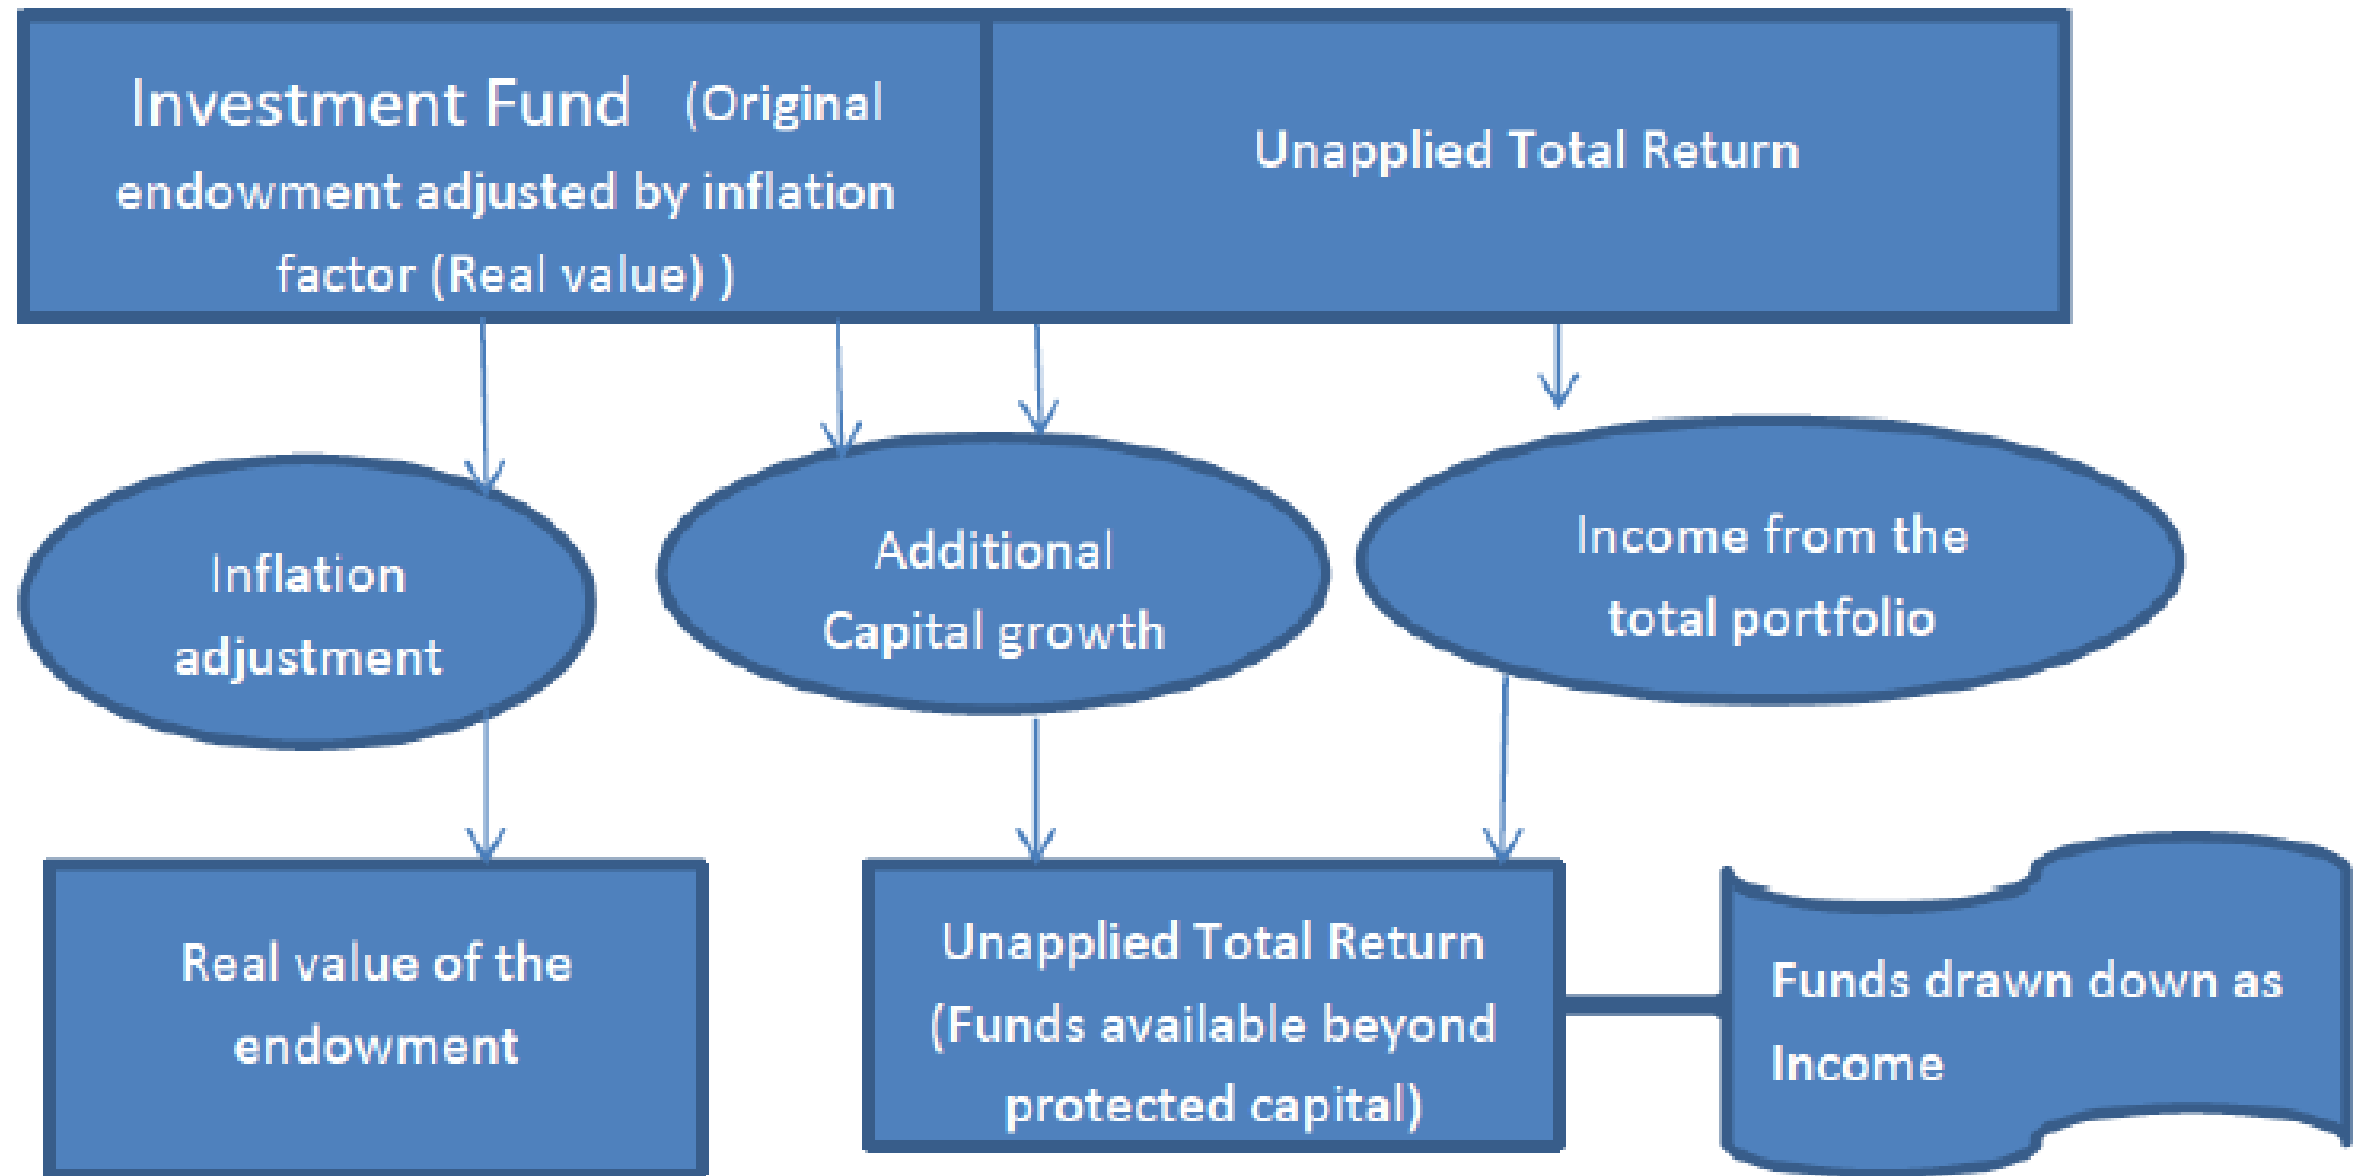 Investment Fund (Original
endowment adjusted by inflation
factor (Real value) )
Unapplied Total Return
Inflation
adjustment
Additional
Capital growth
Income from the
total portfolio
Real value of the
endowment
Unapplied Total Return
(Funds available beyond
protected capital)
Funds drawn down as
Income